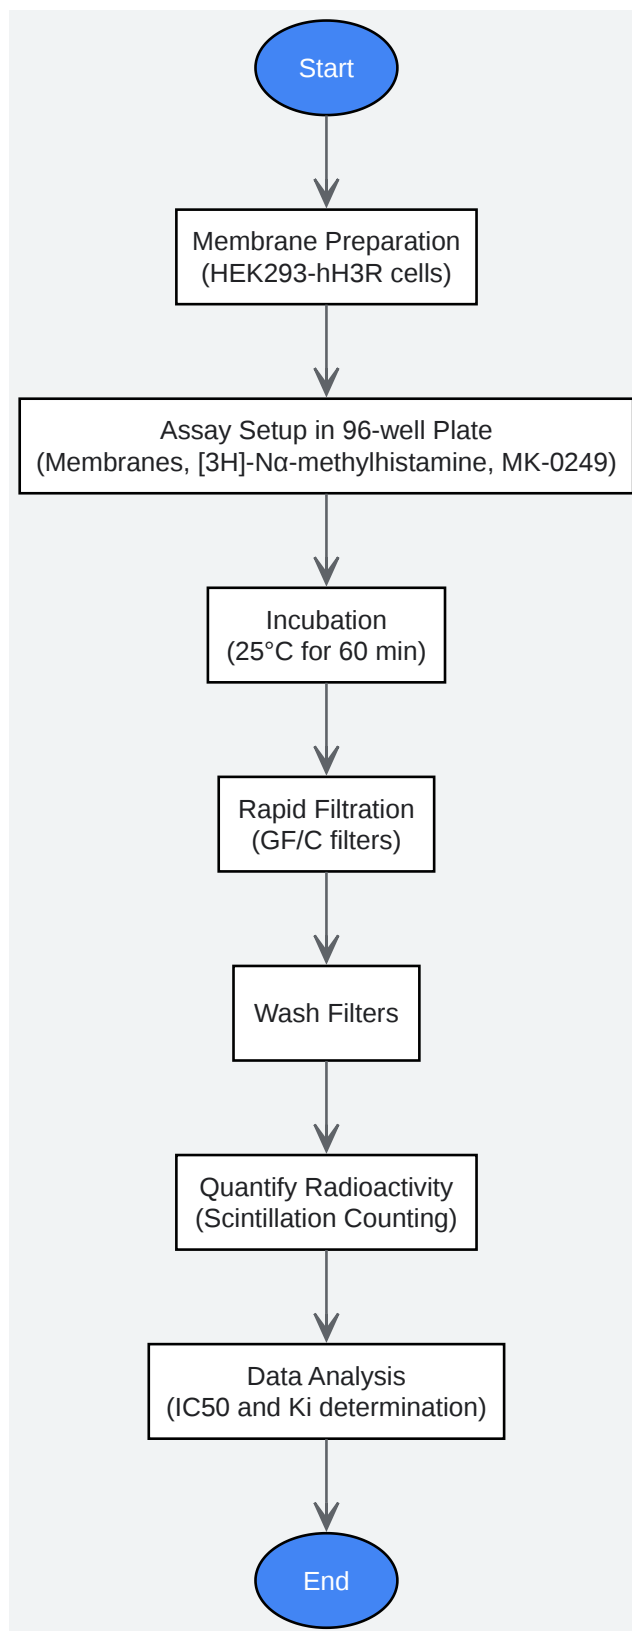 Start
Membrane Preparation
(HEK293-hH3R cells)
Assay Setup in 96-well Plate
(Membranes, [3H]-Nα-methylhistamine, MK-0249)
Incubation
(25°C for 60 min)
Rapid Filtration
(GF/C filters)
Wash Filters
Quantify Radioactivity
(Scintillation Counting)
Data Analysis
(IC50 and Ki determination)
End